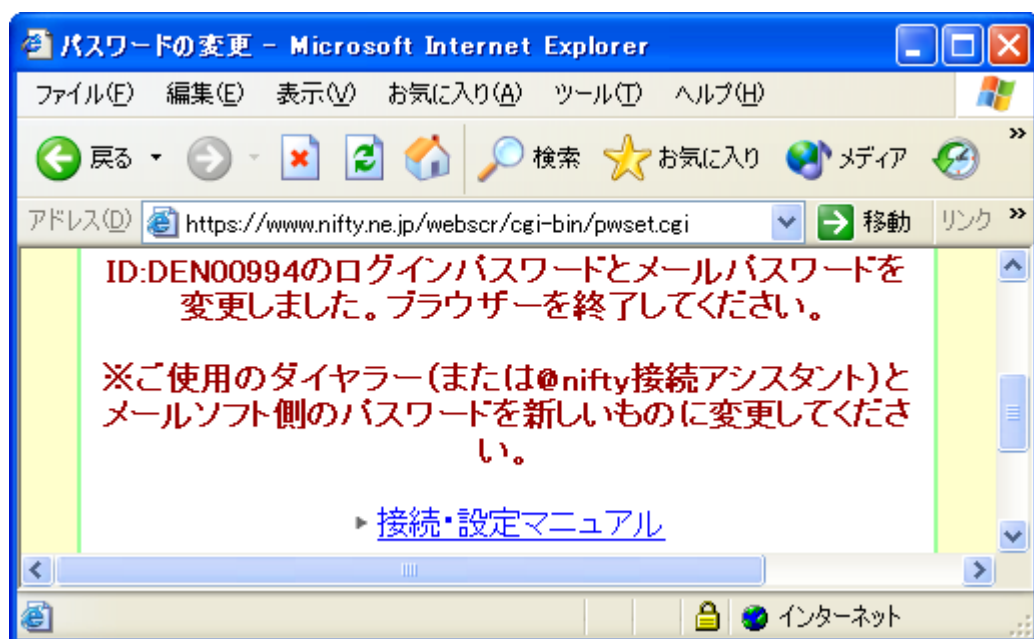 パスワードの変更 - Microsoft Internet Explorer
ファイル(F) 編集(E) 表示(V) お気に入り(A) ツール(T) ヘルプ(H)
戻る 検索 お気に入り メディア »
アドレス(D) https://www.nifty.ne.jp/webscr/cgi-bin/pwset.cgi 移動 リンク »
ID:DEN00994のログインパスワードとメールパスワードを
変更しました。ブラウザーを終了してください。
※ご使用のダイヤラー(または@nifty接続アシスタント)と
メールソフト側のパスワードを新しいものに変更してくださ
い。
接続・設定マニュアル
インターネット